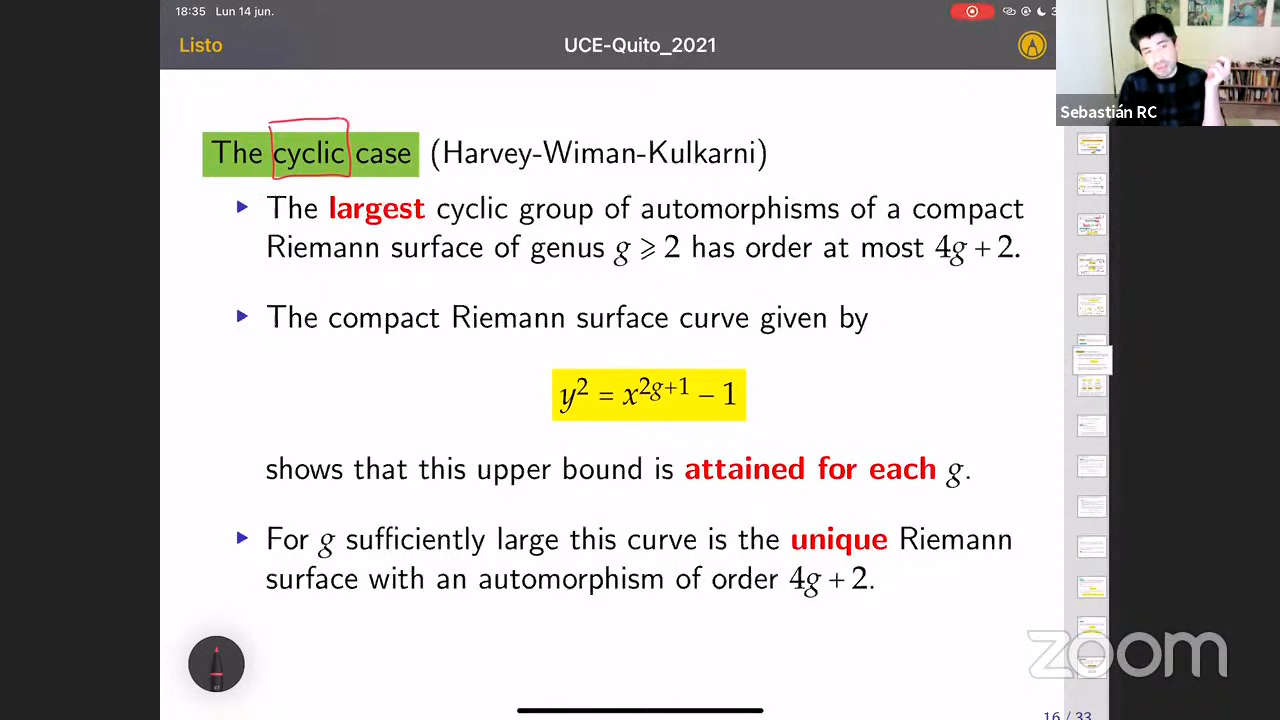 18:35 Lun 14 jun.
Listo
UCE-Quito_2021
Sebastián RC
The cyclic case (Harvey-Wiman-Kulkarni)
▸ The largest cyclic group of automorphisms of a compact
Riemann surface of genus g ⩾ 2 has order at most 4g + 2.
▸ The compact Riemann surface curve given by
y² = x²ᵍ⁺¹ − 1
shows that this upper bound is attained for each g.
▸ For g sufficiently large this curve is the unique Riemann
surface with an automorphism of order 4g + 2.
zoom
16 / 33